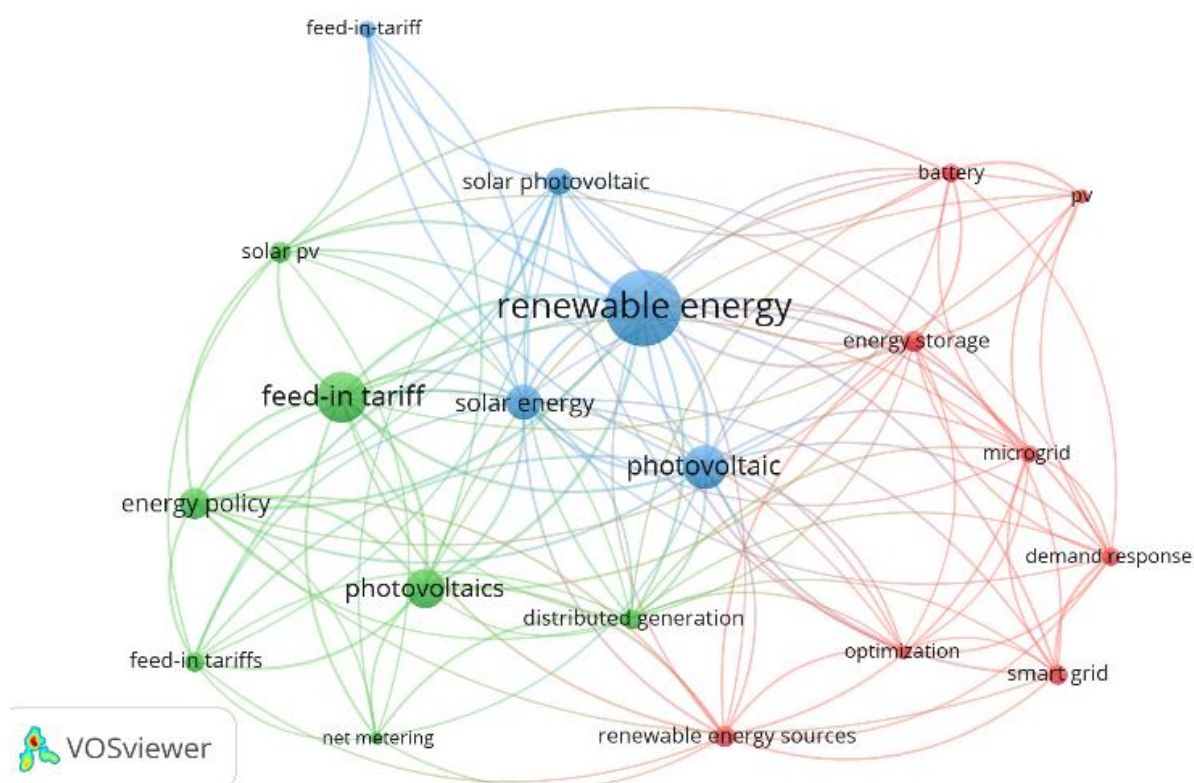 feed-in-tariff
battery
solar photovoltaic
pv
solar pv
renewable energy
energy storage
feed-in tariff
solar energy
microgrid
photovoltaic
energy policy
demand response
photovoltaics
distributed generation
optimization
feed-in tariffs
smart grid
net metering
renewable energy sources
VOSviewer